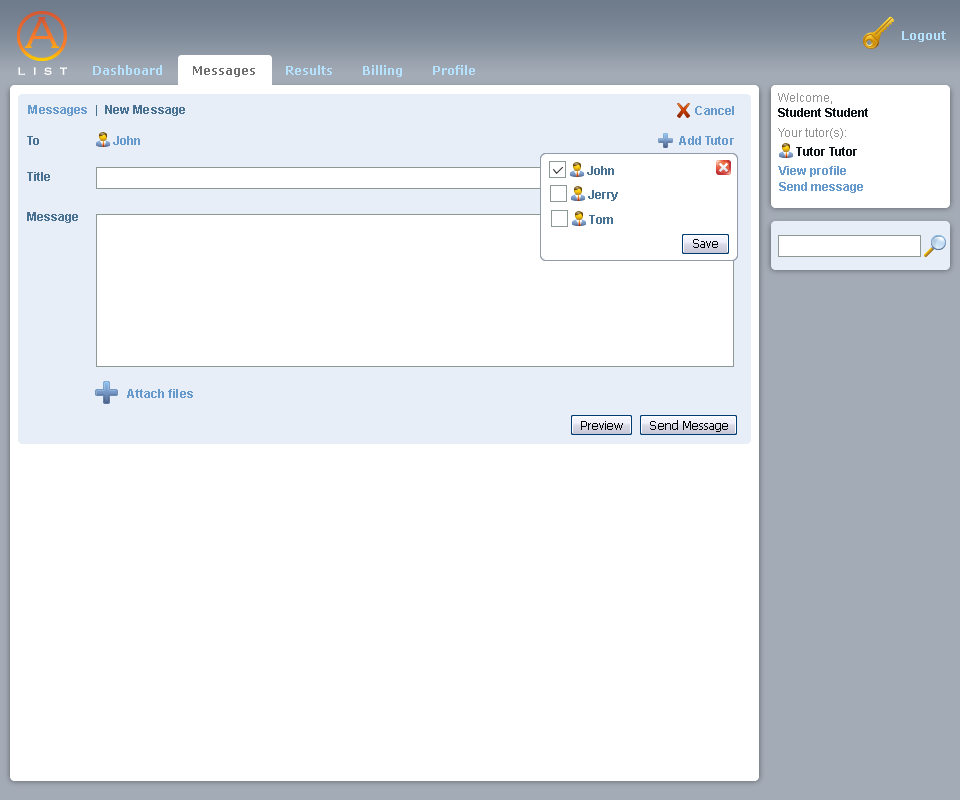 A
LIST
Dashboard Messages Results Billing Profile
Logout
Messages | New Message
Cancel
To John
Add Tutor
John
Jerry
Tom
Save
Title
Message
Attach files
Preview Send Message
Welcome,
Student Student
Your tutor(s):
Tutor Tutor
View profile
Send message